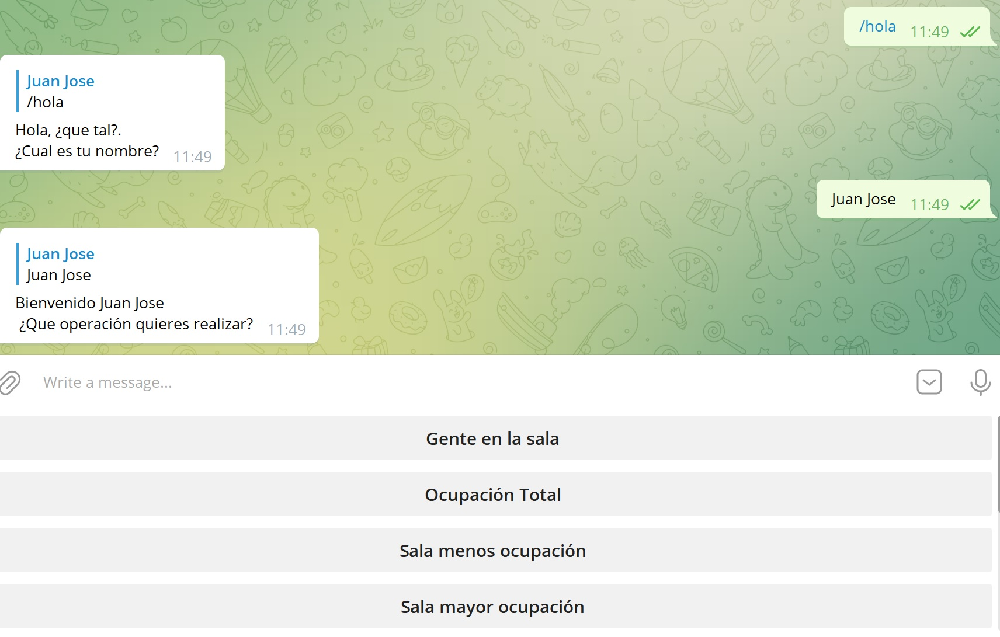 /hola 11:49
Juan Jose
/hola
Hola, ¿que tal?.
¿Cual es tu nombre? 11:49
Juan Jose 11:49
Juan Jose
Juan Jose
Bienvenido Juan Jose
¿Que operación quieres realizar? 11:49
Write a message...
Gente en la sala
Ocupación Total
Sala menos ocupación
Sala mayor ocupación